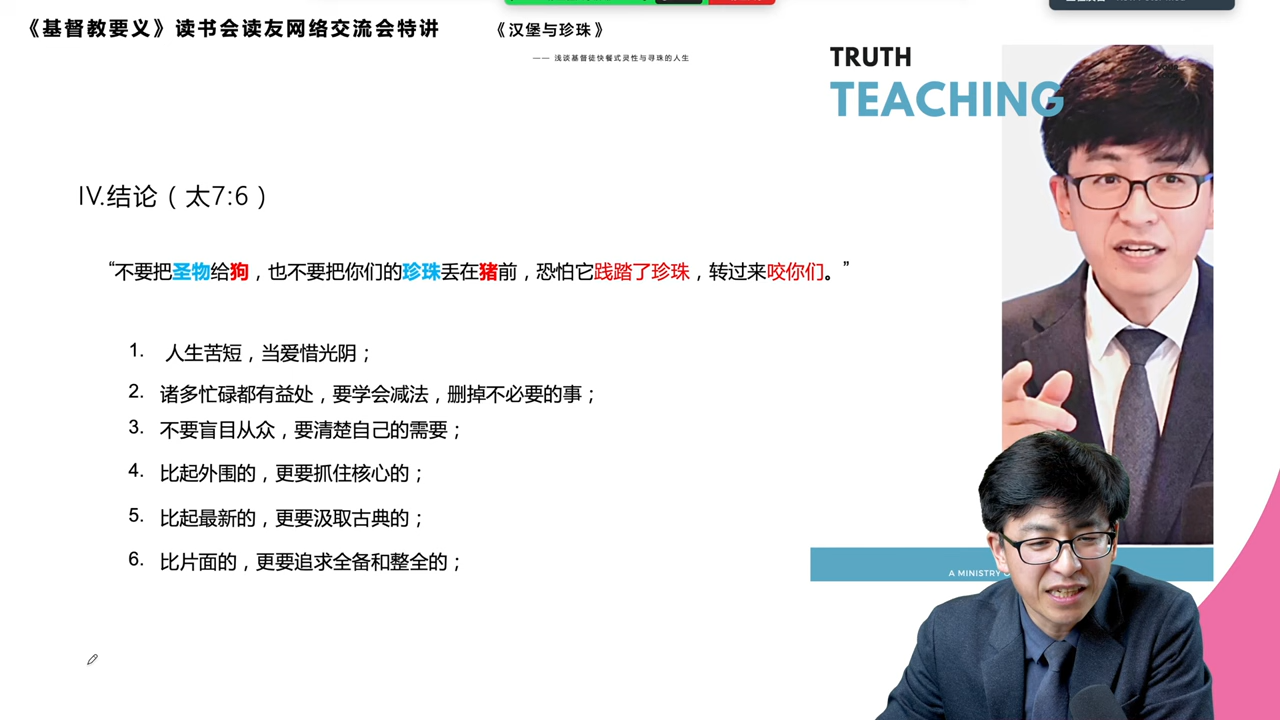 《基督教要义》读书会读友网络交流会特讲
《汉堡与珍珠》
—— 浅谈基督徒快餐式灵性与寻珠的人生
TRUTH
TEACHING
IV.结论（太7:6）
“不要把圣物给狗，也不要把你们的珍珠丢在猪前，恐怕它践踏了珍珠，转过来咬你们。”
1. 人生苦短，当爱惜光阴；
2. 诸多忙碌都有益处，要学会减法，删掉不必要的事；
3. 不要盲目从众，要清楚自己的需要；
4. 比起外围的，更要抓住核心的；
5. 比起最新的，更要汲取古典的；
6. 比片面的，更要追求全备和整全的；
A MINISTRY